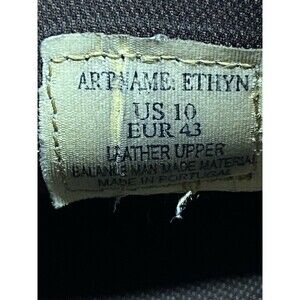 ART NAME: ETHYN
US 10
EUR 43
LEATHER UPPER
BALANCE MAN MADE MATERIAL
MADE IN PORTUGAL